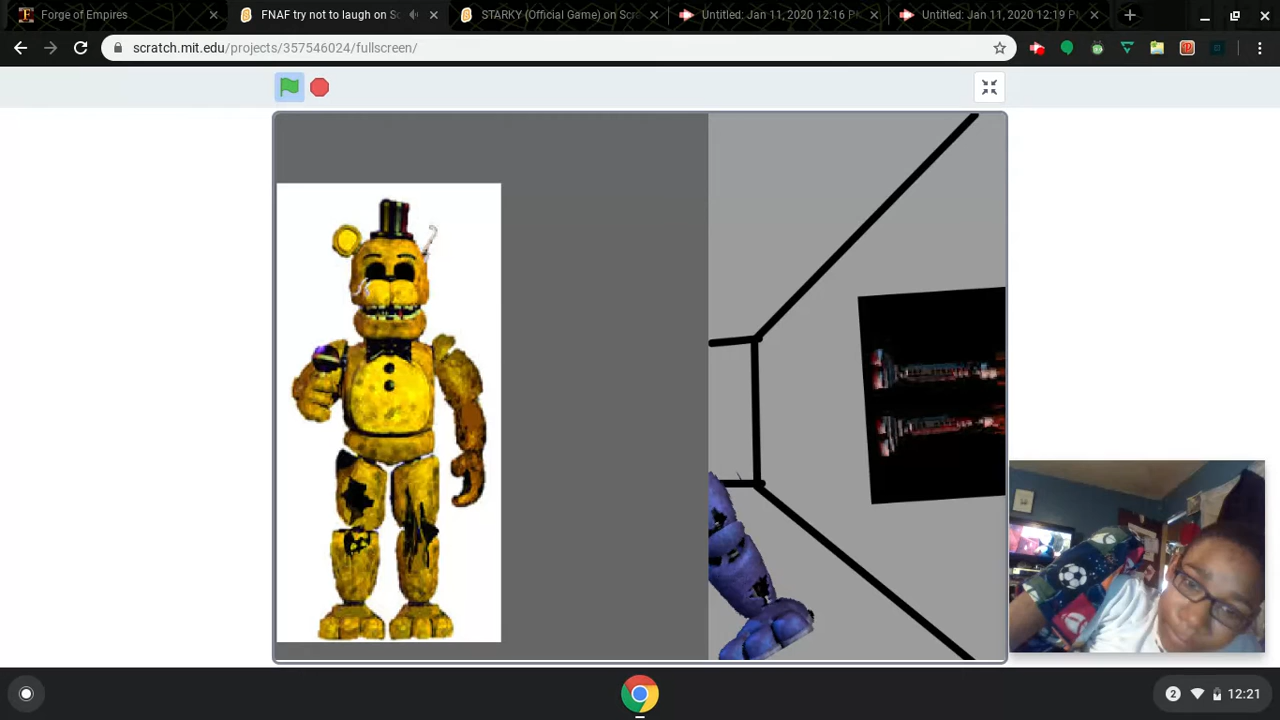 Forge of Empires
FNAF try not to laugh on Sc
STARKY (Official Game) on Scr
Untitled: Jan 11, 2020 12:16 P
Untitled: Jan 11, 2020 12:19 P
scratch.mit.edu/projects/357546024/fullscreen/
2
12:21